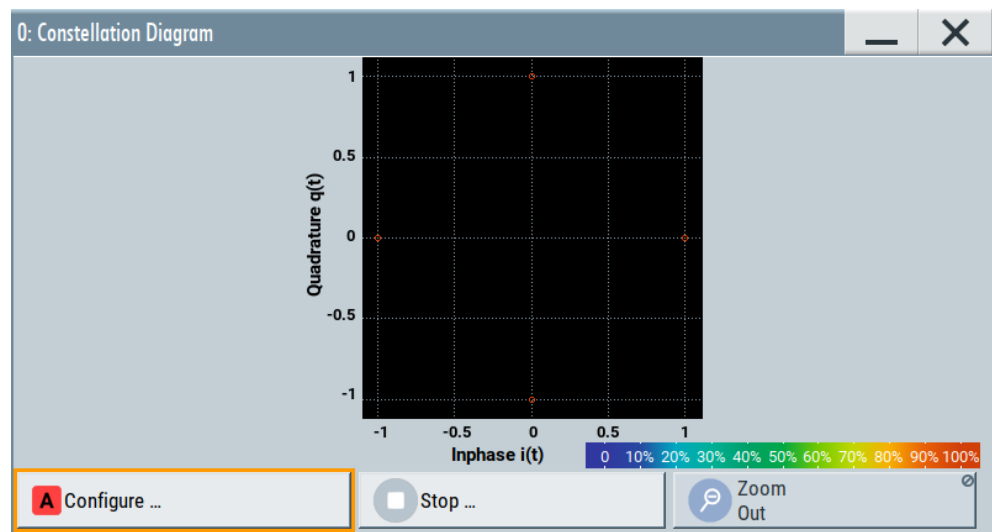 0: Constellation Diagram
1
0.5
0
-0.5
-1
Quadrature q(t)
-1 -0.5 0 0.5 1
Inphase i(t)
0 10% 20% 30% 40% 50% 60% 70% 80% 90% 100%
A Configure ...
Stop ...
Zoom
Out